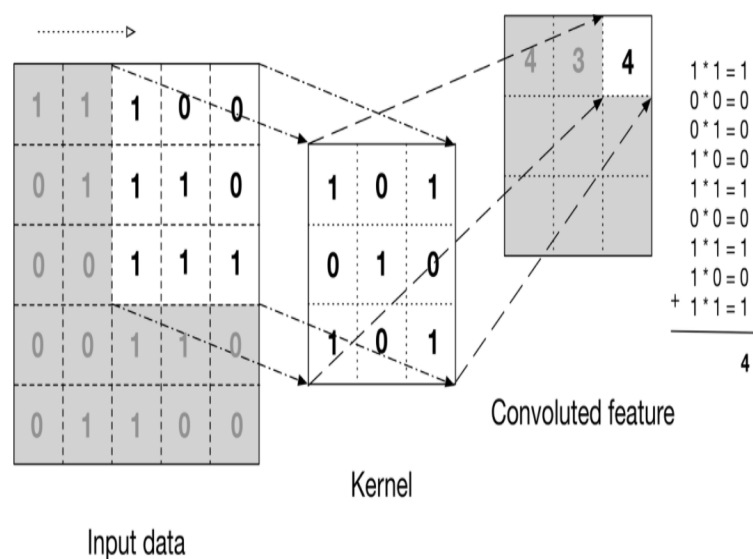 1 1 1 0 0
0 1 1 1 0
0 0 1 1 1
0 0 1 1 0
0 1 1 0 0
Input data
1 0 1
0 1 0
1 0 1
Kernel
4 3 4
Convoluted feature
1*1=1
0*0=0
0*1=0
1*0=0
1*1=1
0*0=0
1*1=1
1*0=0
+ 1*1=1
4